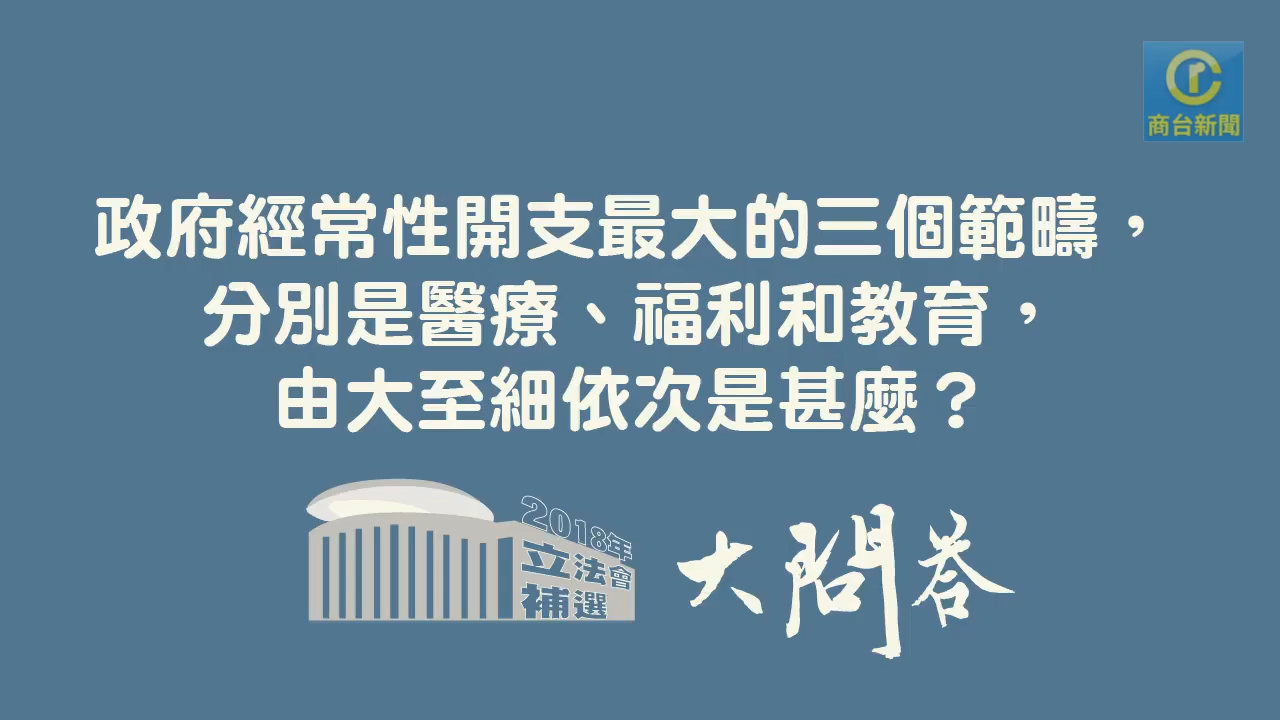 商台新聞
政府經常性開支最大的三個範疇，
分別是醫療、福利和教育，
由大至細依次是甚麼？
2018年
立法會
補選
大問答